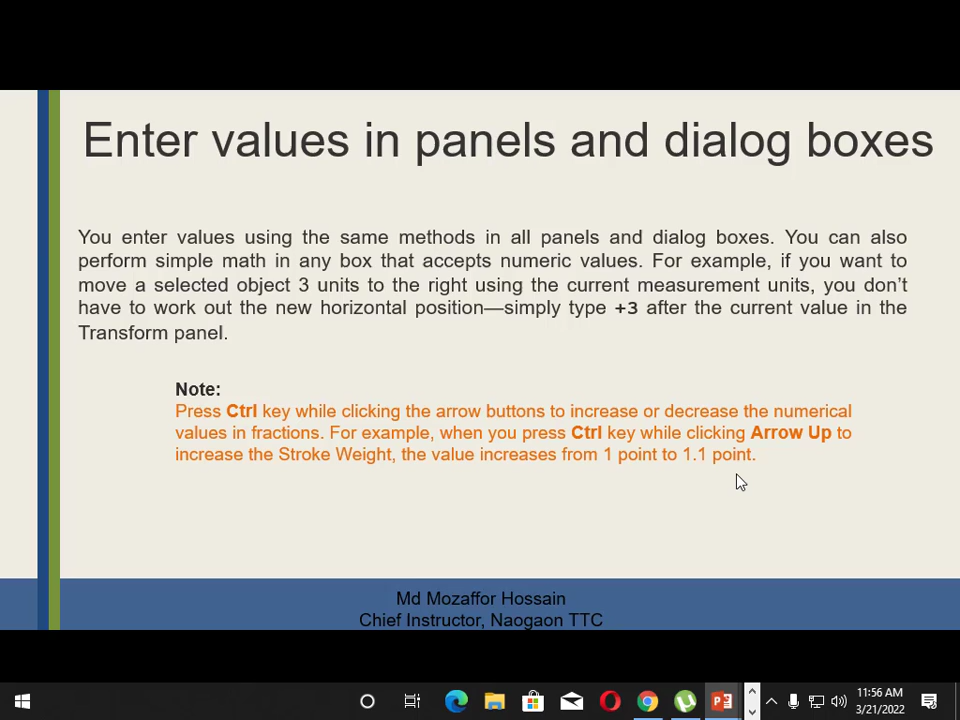 Enter values in panels and dialog boxes
You enter values using the same methods in all panels and dialog boxes. You can also
perform simple math in any box that accepts numeric values. For example, if you want to
move a selected object 3 units to the right using the current measurement units, you don’t
have to work out the new horizontal position—simply type +3 after the current value in the
Transform panel.
Note:
Press Ctrl key while clicking the arrow buttons to increase or decrease the numerical
values in fractions. For example, when you press Ctrl key while clicking Arrow Up to
increase the Stroke Weight, the value increases from 1 point to 1.1 point.
Md Mozaffor Hossain
Chief Instructor, Naogaon TTC
11:56 AM
3/21/2022